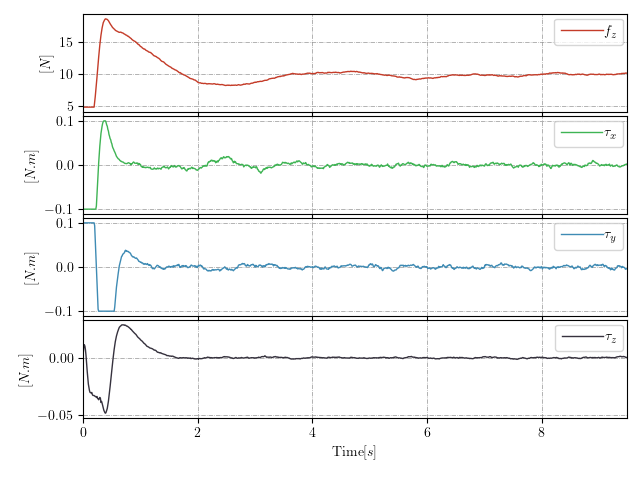 f_z
[N]
15
10
5
τ_x
[N.m]
0.1
0.0
−0.1
τ_y
[N.m]
0.1
0.0
−0.1
τ_z
[N.m]
0.00
−0.05
0 2 4 6 8
Time[s]